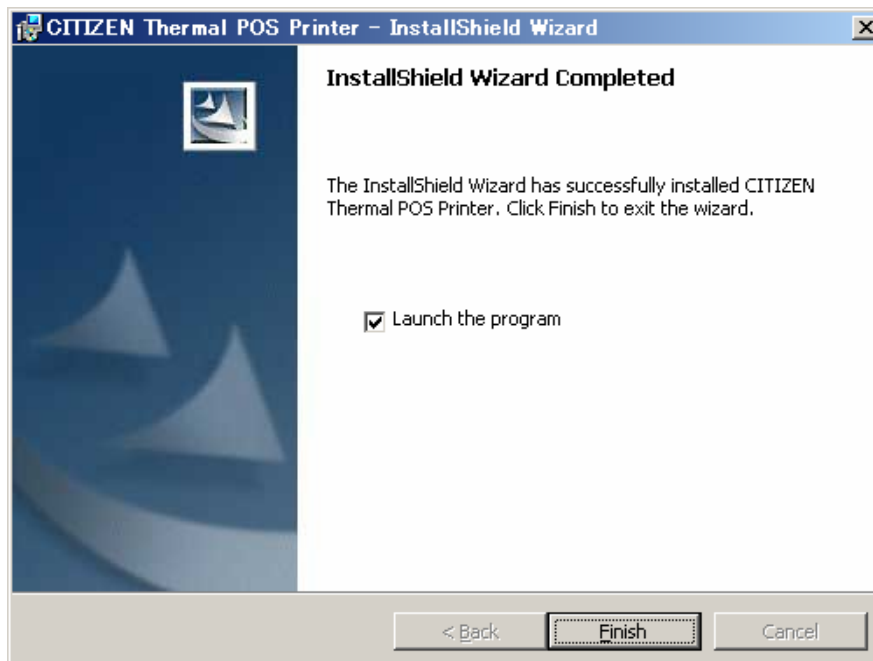 CITIZEN Thermal POS Printer - InstallShield Wizard
InstallShield Wizard Completed
The InstallShield Wizard has successfully installed CITIZEN
Thermal POS Printer. Click Finish to exit the wizard.
Launch the program
< Back
Finish
Cancel